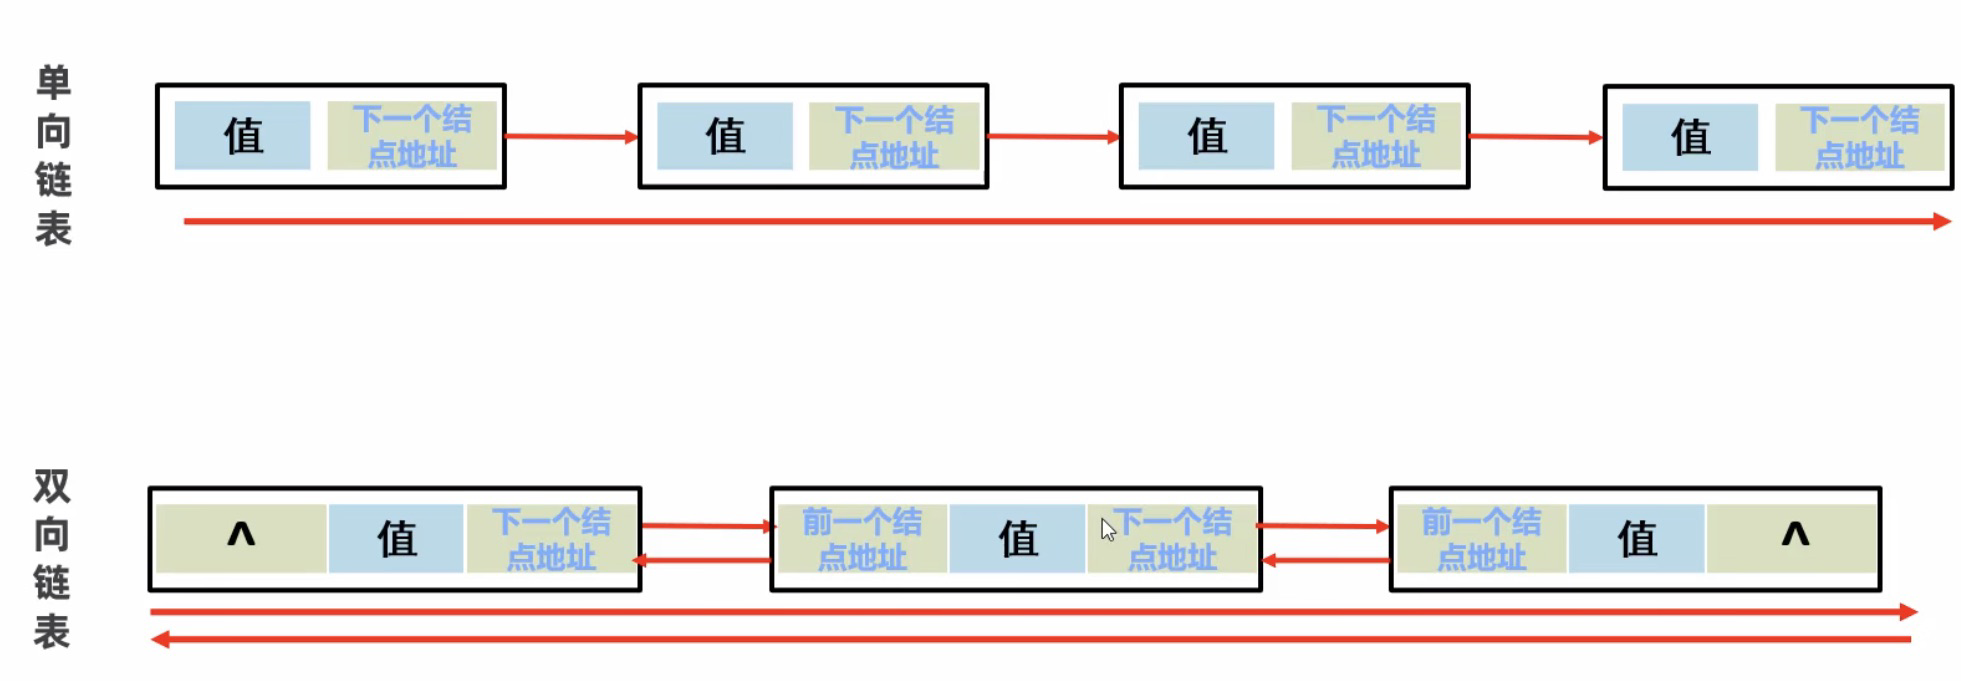 单向链表
值
下一个结
点地址
值
下一个结
点地址
值
下一个结
点地址
值
下一个结
点地址
双向链表
^
值
下一个结
点地址
前一个结
点地址
值
下一个结
点地址
前一个结
点地址
值
^